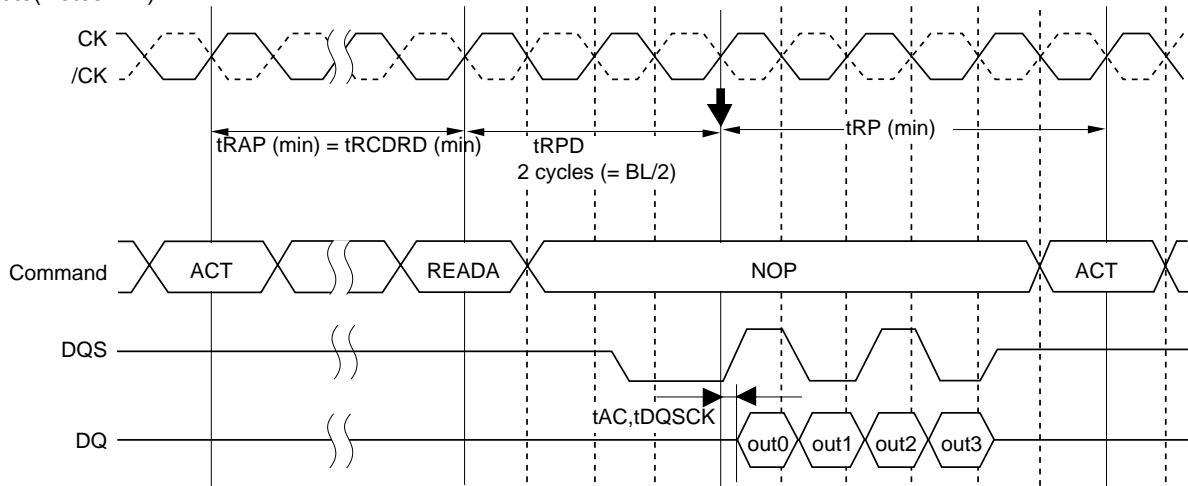 CK
/CK
tRAP (min) = tRCDRD (min)
tRPD
2 cycles (= BL/2)
tRP (min)
Command
ACT
READA
NOP
ACT
DQS
tAC,tDQSCK
DQ
out0 out1 out2 out3